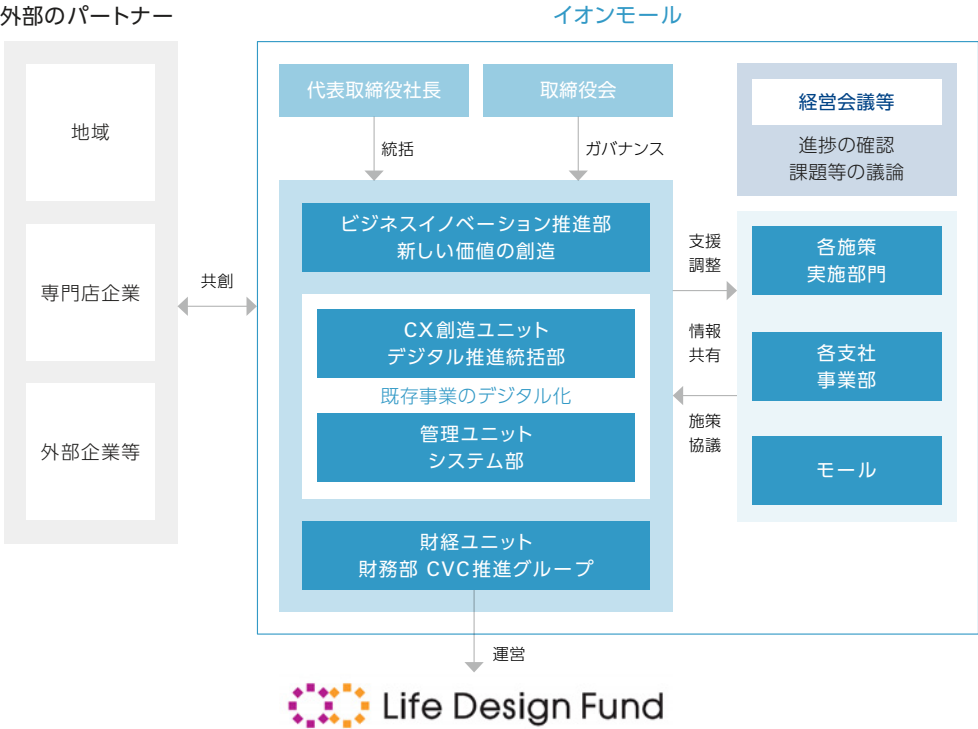 外部のパートナー
地域
専門店企業
外部企業等
共創
イオンモール
代表取締役社長
取締役会
統括
ガバナンス
ビジネスイノベーション推進部
新しい価値の創造
CX創造ユニット
デジタル推進統括部
既存事業のデジタル化
管理ユニット
システム部
財経ユニット
財務部 CVC推進グループ
支援
調整
情報
共有
施策
協議
経営会議等
進捗の確認
課題等の議論
各施策
実施部門
各支社
事業部
モール
運営
Life Design Fund